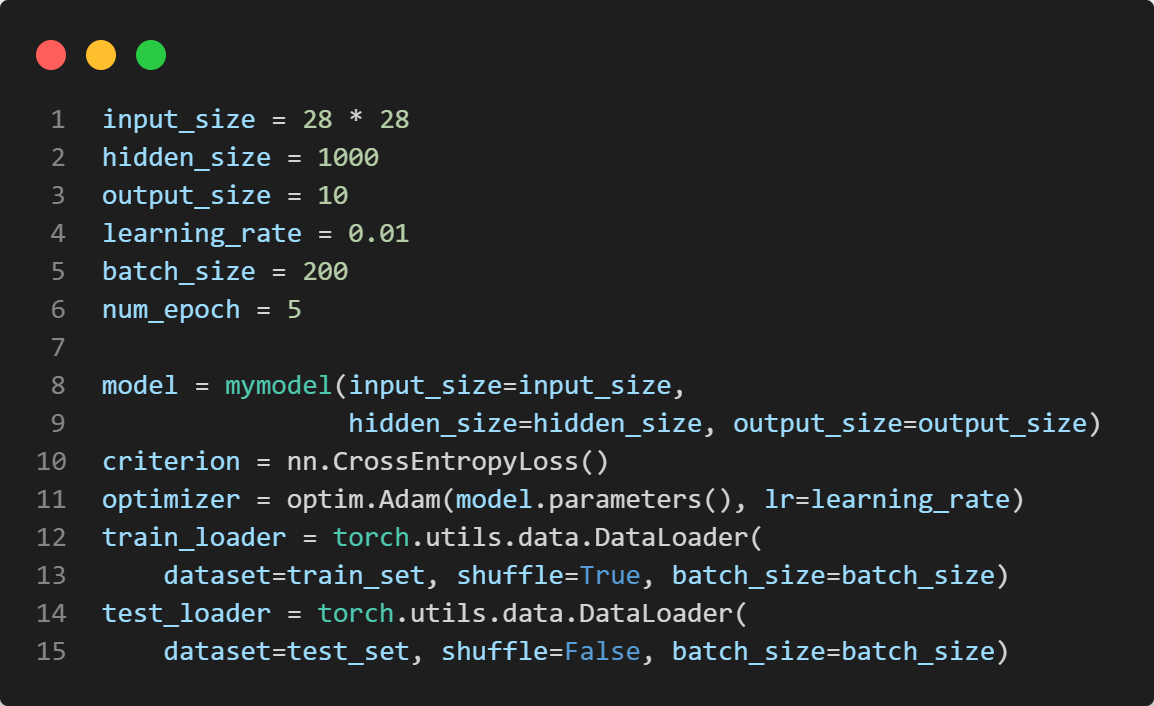 1 input_size = 28 * 28
2 hidden_size = 1000
3 output_size = 10
4 learning_rate = 0.01
5 batch_size = 200
6 num_epoch = 5
7
8 model = mymodel(input_size=input_size,
9                 hidden_size=hidden_size, output_size=output_size)
10 criterion = nn.CrossEntropyLoss()
11 optimizer = optim.Adam(model.parameters(), lr=learning_rate)
12 train_loader = torch.utils.data.DataLoader(
13     dataset=train_set, shuffle=True, batch_size=batch_size)
14 test_loader = torch.utils.data.DataLoader(
15     dataset=test_set, shuffle=False, batch_size=batch_size)